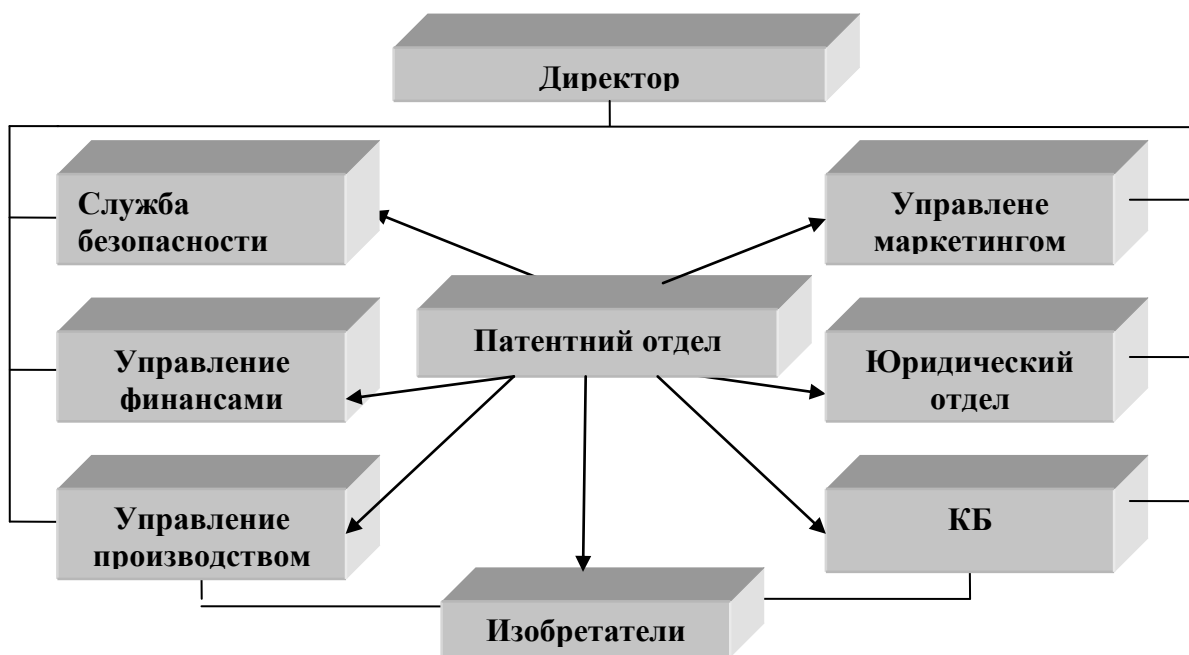 Директор
Служба
безопасности
Управлене
маркетингом
Патентний отдел
Управление
финансами
Юридический
отдел
Управление
производством
КБ
Изобретатели